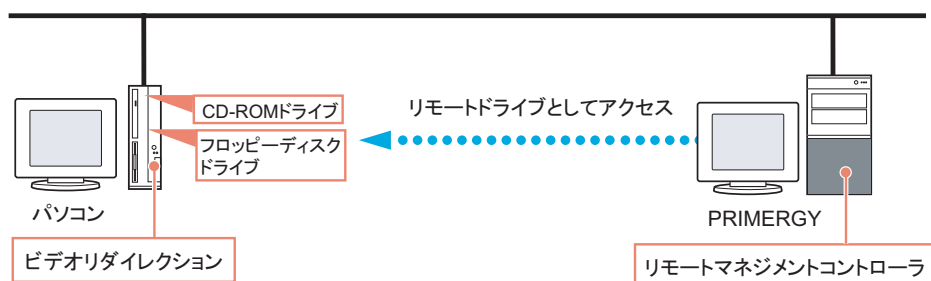 CD-ROMドライブ
フロッピーディスク
ドライブ
リモートドライブとしてアクセス
パソコン
PRIMERGY
ビデオリダイレクション
リモートマネジメントコントローラ